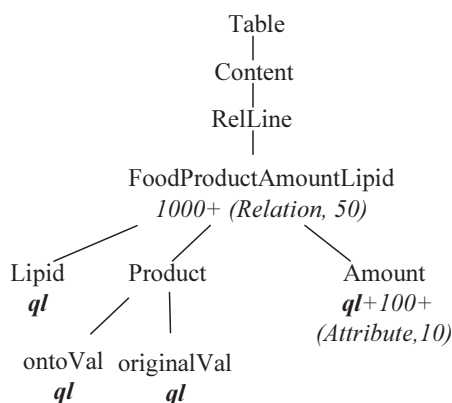 Table
Content
RelLine
FoodProductAmountLipid
1000+ (Relation, 50)
Lipid Product Amount
ql ql+100+
(Attribute,10)
ontoVal originalVal
ql ql